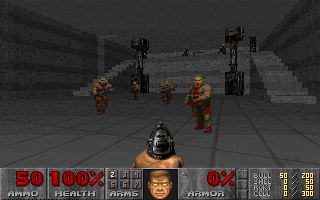 50 100% 2 3 4 0% BULL 50 / 200
5 6 7 SHEL 0 / 50
RCKT 0 / 50
AMMO HEALTH ARMS ARMOR CELL 0 / 300